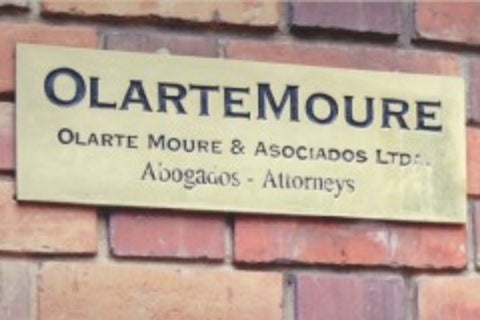 OLARTEMOURE
OLARTE MOURE & ASOCIADOS LTDA.
Abogados - Attorneys